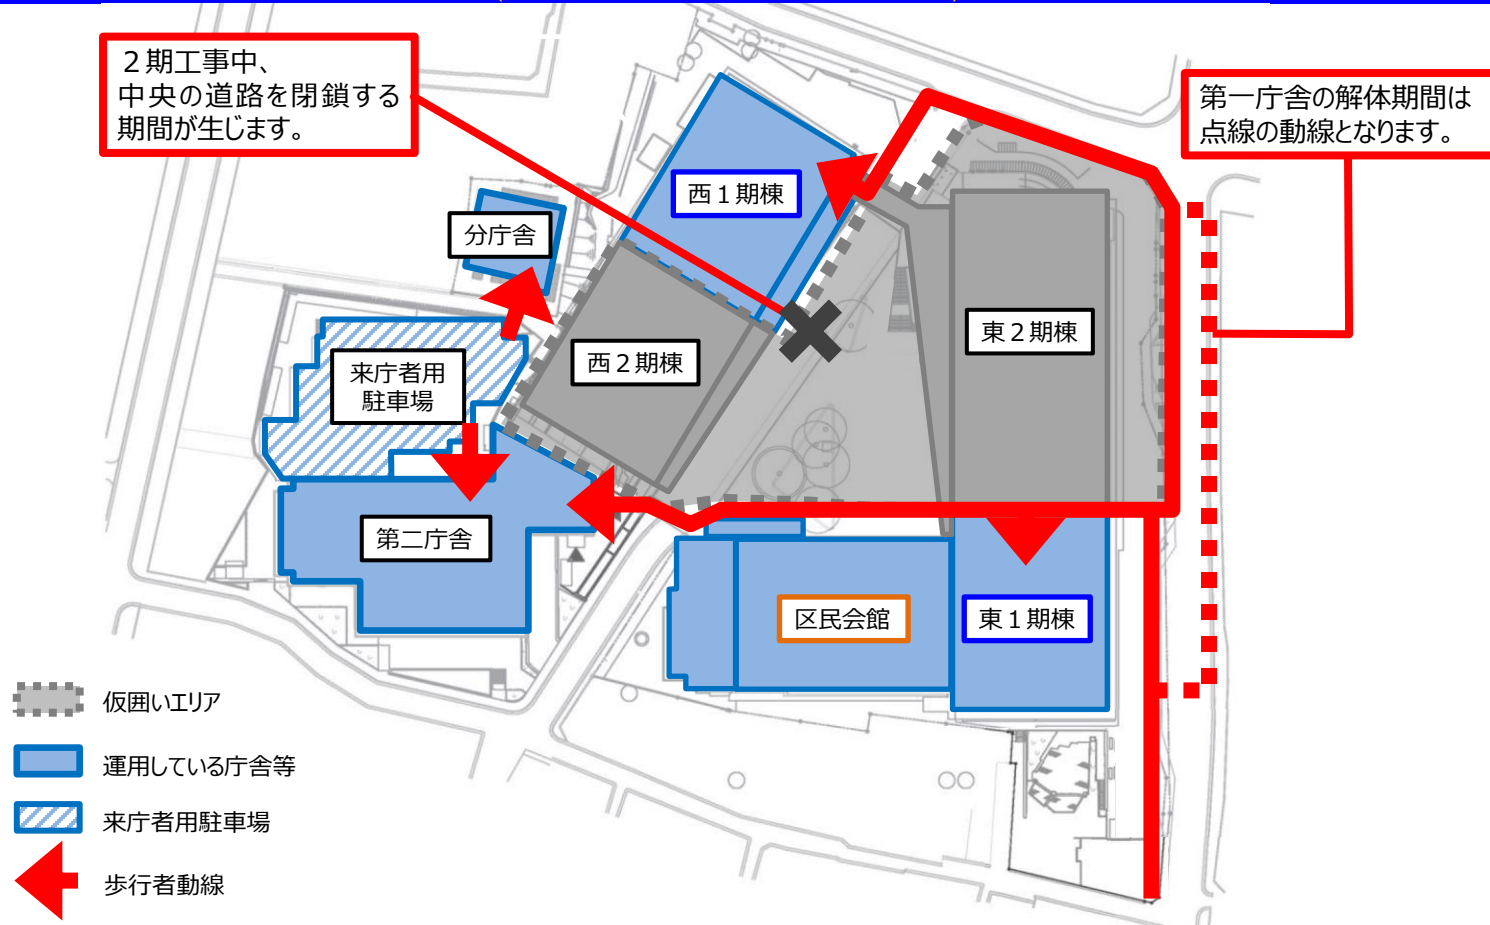 ２期工事中、
中央の道路を閉鎖する
期間が生じます。
第一庁舎の解体期間は
点線の動線となります。
西１期棟
分庁舎
東２期棟
西２期棟
来庁者用
駐車場
第二庁舎
区民会館
東１期棟
仮囲いエリア
運用している庁舎等
来庁者用駐車場
歩行者動線